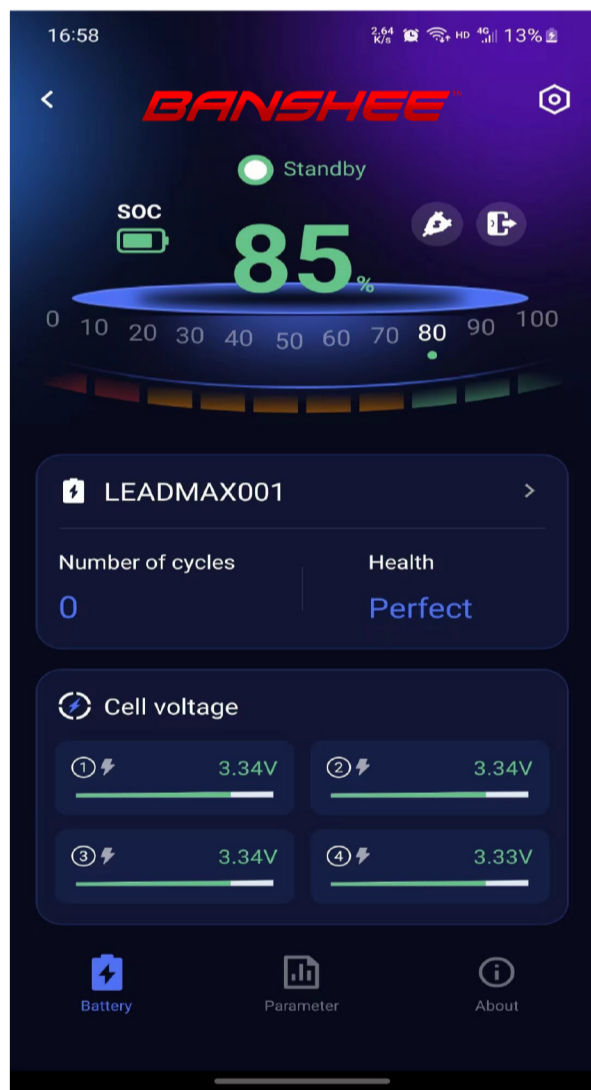 16:58
2.64 K/s HD 4G 13%
BANSHEE™
Standby
SOC
85%
0 10 20 30 40 50 60 70 80 90 100
LEADMAX001
Number of cycles Health
0 Perfect
Cell voltage
1 3.34V 2 3.34V
3 3.34V 4 3.33V
Battery Parameter About